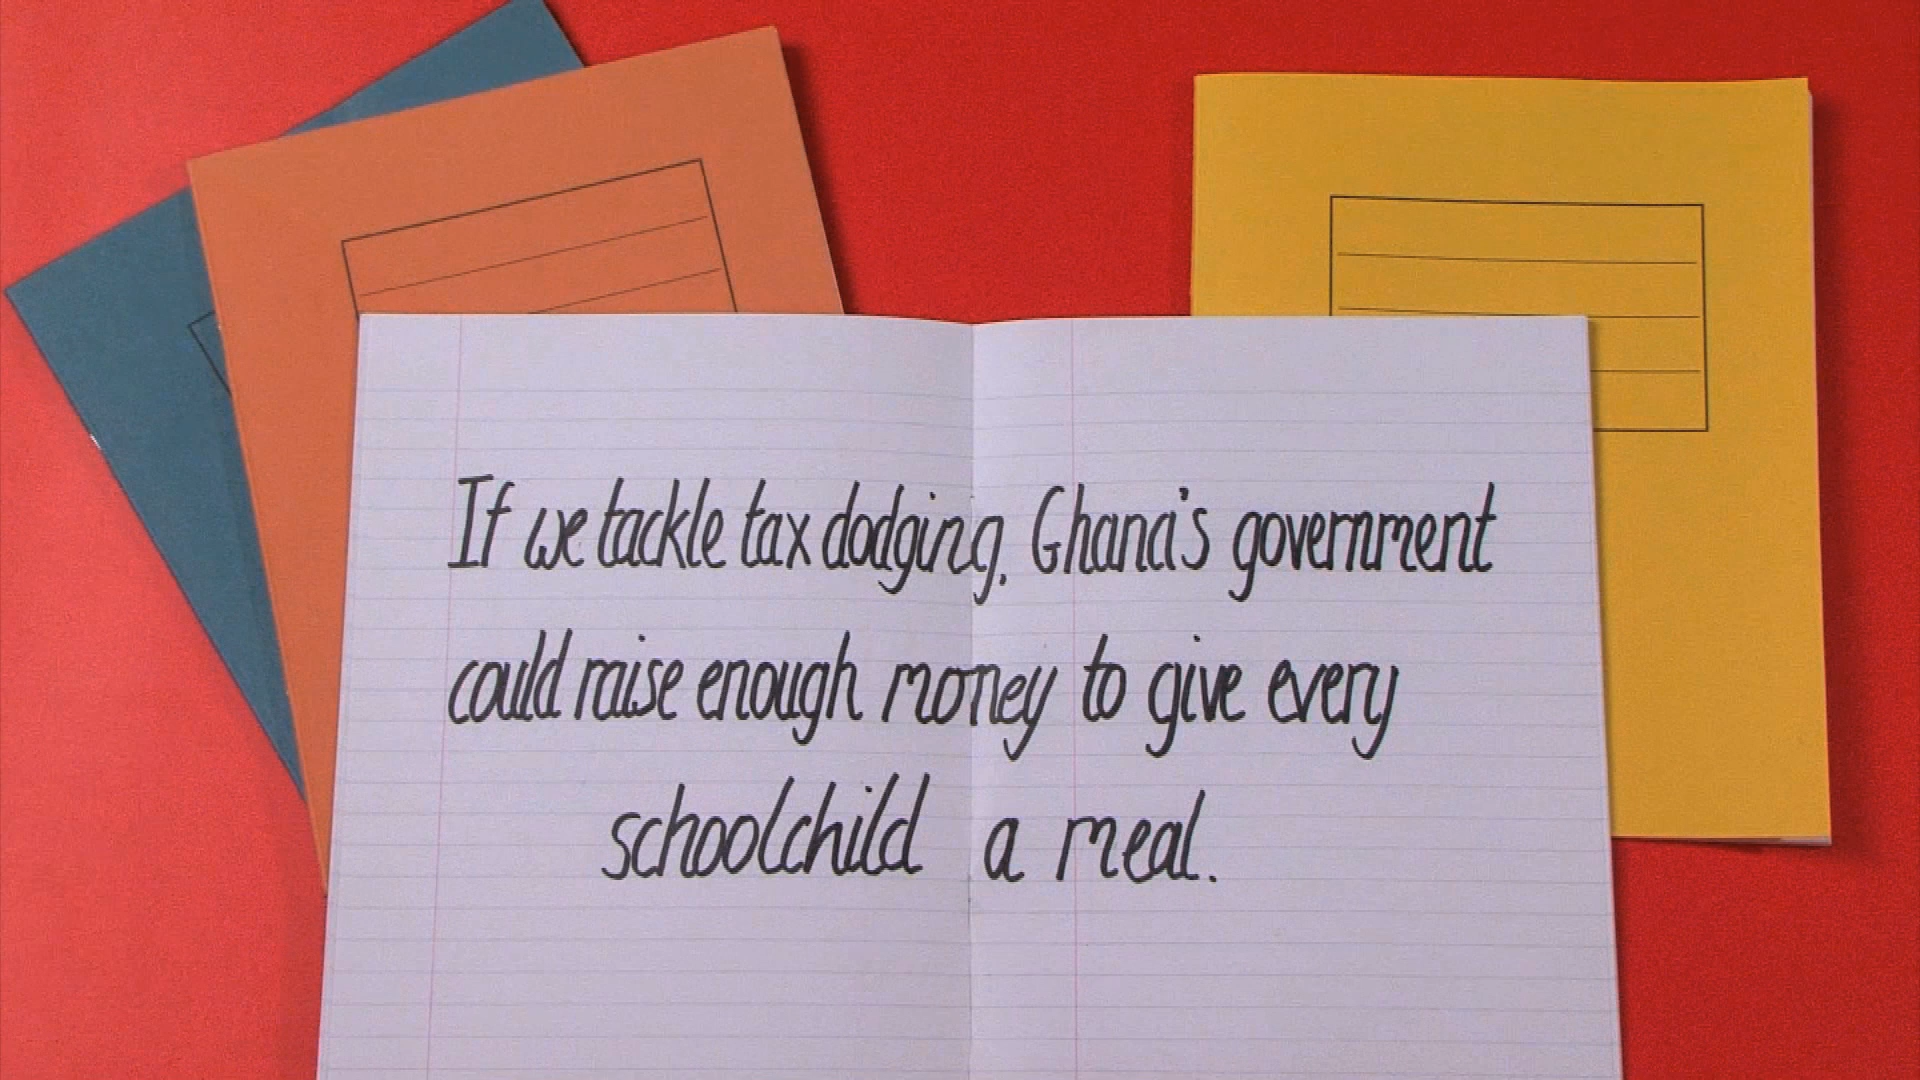 If we tackle tax dodging, Ghana's government
could raise enough money to give every
schoolchild a meal.